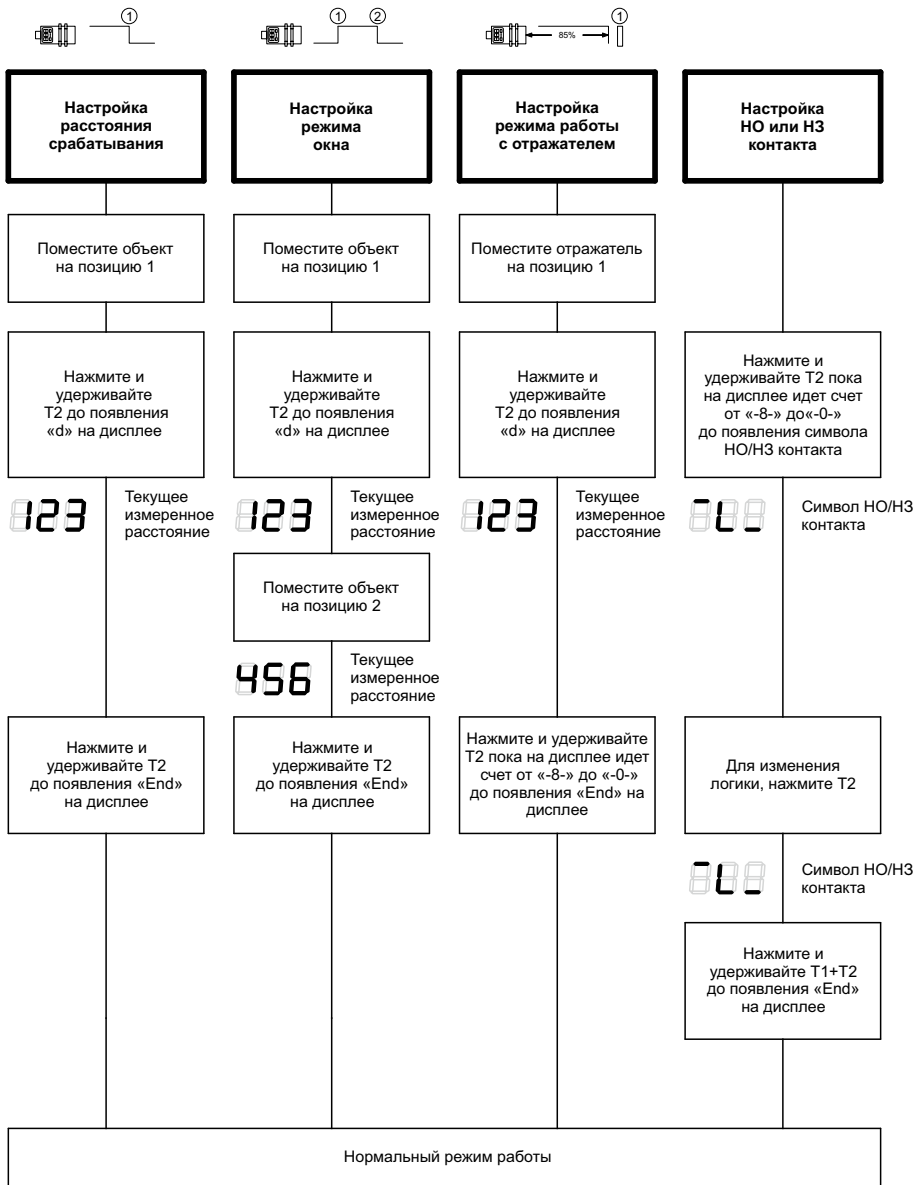 1
1 2
85% 1
Настройка
расстояния
срабатывания
Настройка
режима
окна
Настройка
режима работы
с отражателем
Настройка
НО или НЗ
контакта
Поместите объект
на позицию 1
Поместите объект
на позицию 1
Поместите отражатель
на позицию 1
Нажмите и
удерживайте
Т2 до появления
«d» на дисплее
Нажмите и
удерживайте
Т2 до появления
«d» на дисплее
Нажмите и
удерживайте
Т2 до появления
«d» на дисплее
Нажмите и
удерживайте Т2 пока
на дисплее идет счет
от «-8-» до«-0-»
до появления символа
НО/НЗ контакта
123
Текущее
измеренное
расстояние
123
Текущее
измеренное
расстояние
123
Текущее
измеренное
расстояние
¯L_
Символ НО/НЗ
контакта
Поместите объект
на позицию 2
456
Текущее
измеренное
расстояние
Нажмите и
удерживайте Т2
до появления «End»
на дисплее
Нажмите и
удерживайте Т2
до появления «End»
на дисплее
Нажмите и удерживайте
Т2 пока на дисплее идет
счет от «-8-» до «-0-»
до появления «End» на
дисплее
Для изменения
логики, нажмите Т2
¯L_
Символ НО/НЗ
контакта
Нажмите и
удерживайте Т1+Т2
до появления «End»
на дисплее
Нормальный режим работы